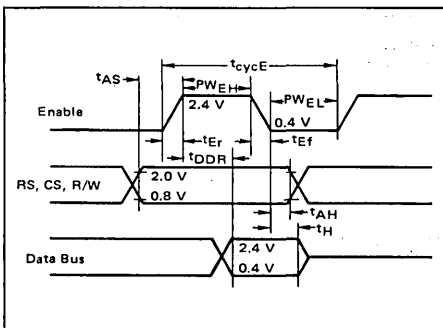 tcycE
tAS
PWEH
PWEL
Enable
2.4 V
0.4 V
tEr
tEf
tDDR
RS, CS, R/W
2.0 V
0.8 V
tAH
tH
Data Bus
2.4 V
0.4 V